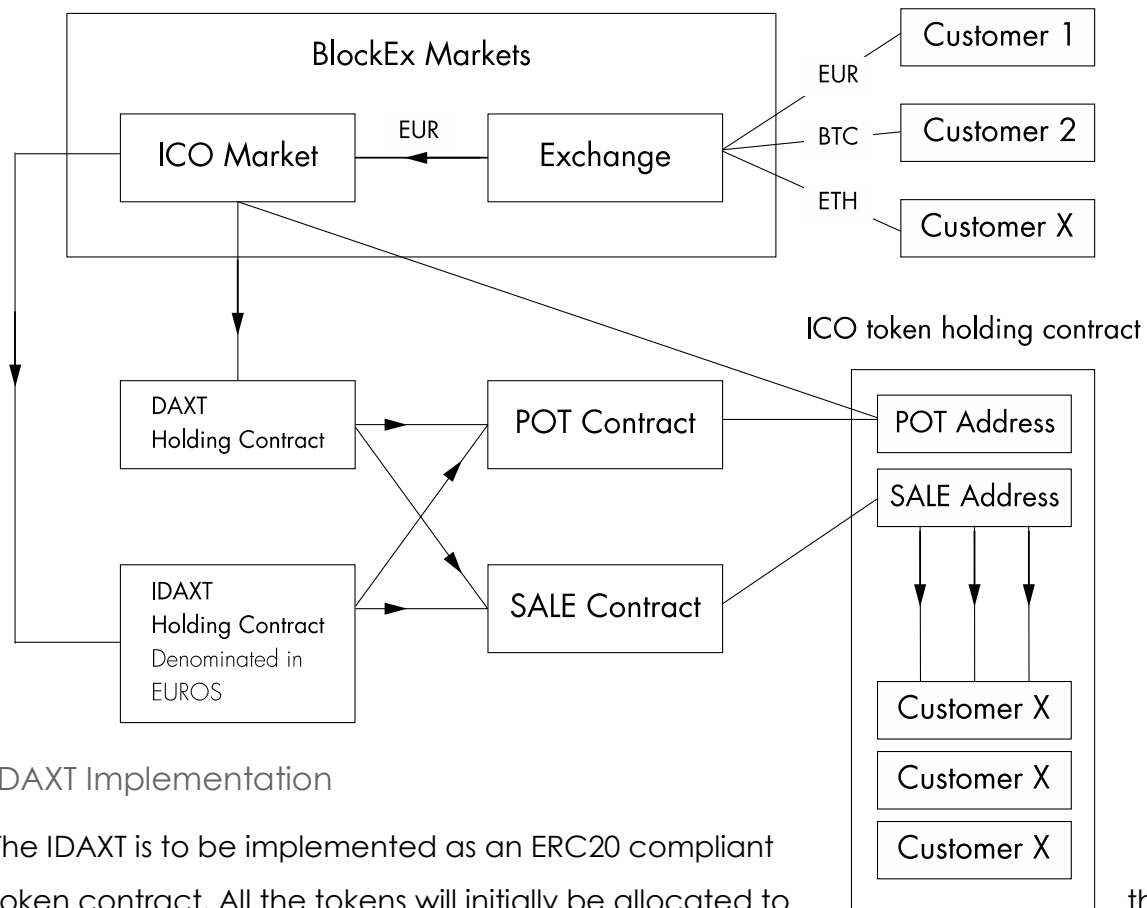 BlockEx Markets
ICO Market
EUR
Exchange
EUR
BTC
ETH
Customer 1
Customer 2
Customer X
ICO token holding contract
DAXT
Holding Contract
POT Contract
POT Address
SALE Address
IDAXT
Holding Contract
Denominated in
EUROS
SALE Contract
Customer X
Customer X
Customer X
DAXT Implementation
The IDAXT is to be implemented as an ERC20 compliant
token contract. All the tokens will initially be allocated to